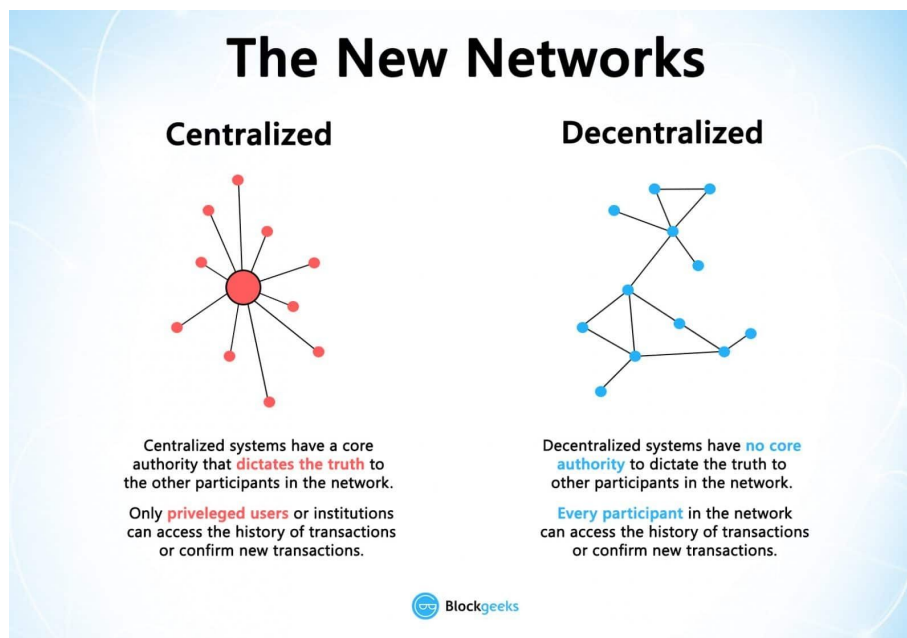 The New Networks
Centralized
Decentralized
Centralized systems have a core
authority that dictates the truth to
the other participants in the network.
Only priveleged users or institutions
can access the history of transactions
or confirm new transactions.
Decentralized systems have no core
authority to dictate the truth to
other participants in the network.
Every participant in the network
can access the history of transactions
or confirm new transactions.
Blockgeeks